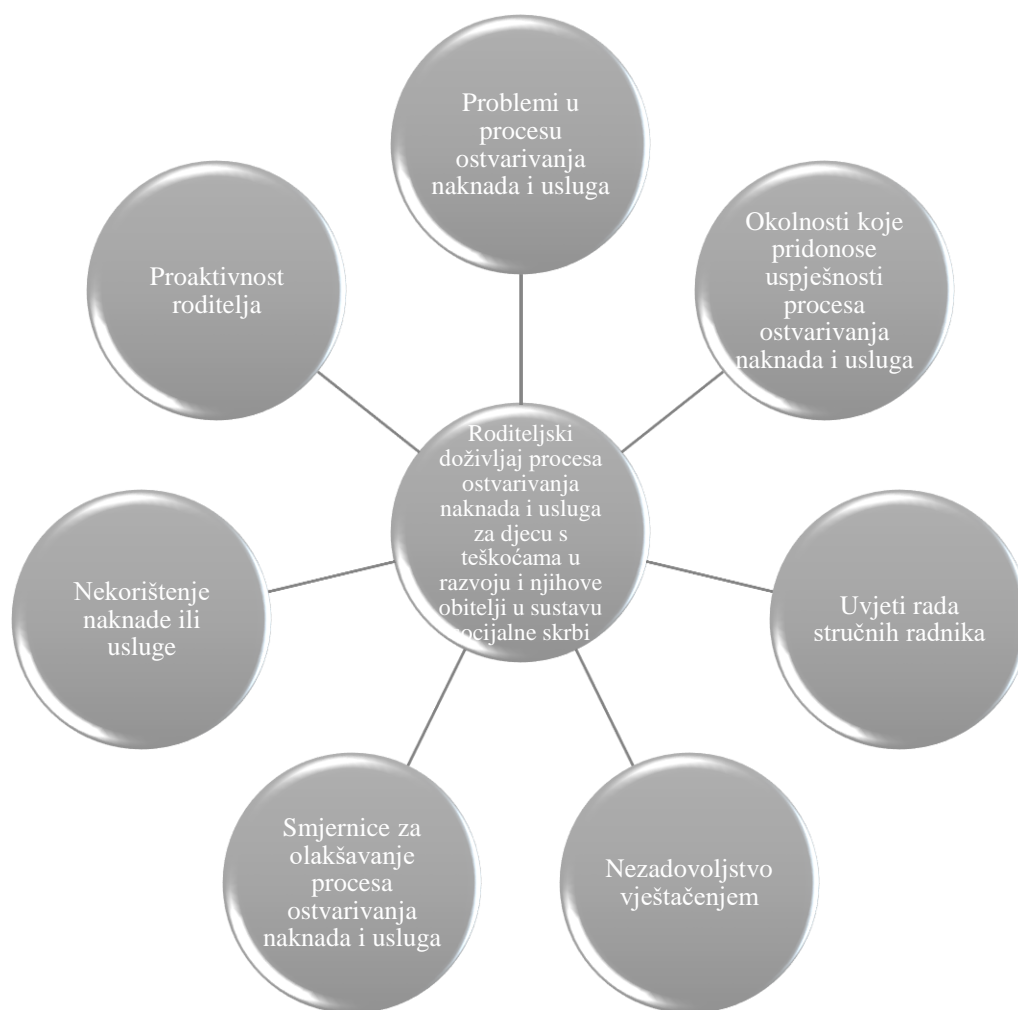 Problemi u
procesu
ostvarivanja
naknada i usluga
Okolnosti koje
pridonose
uspješnosti
procesa
ostvarivanja
naknada i usluga
Proaktivnost
roditelja
Roditeljski
doživljaj procesa
ostvarivanja
naknada i usluga
za djecu s
teškoćama u
razvoju i njihove
obitelji u sustavu
socijalne skrbi
Nekorištenje
naknade ili
usluge
Uvjeti rada
stručnih radnika
Smjernice za
olakšavanje
procesa
ostvarivanja
naknada i usluga
Nezadovoljstvo
vještačenjem